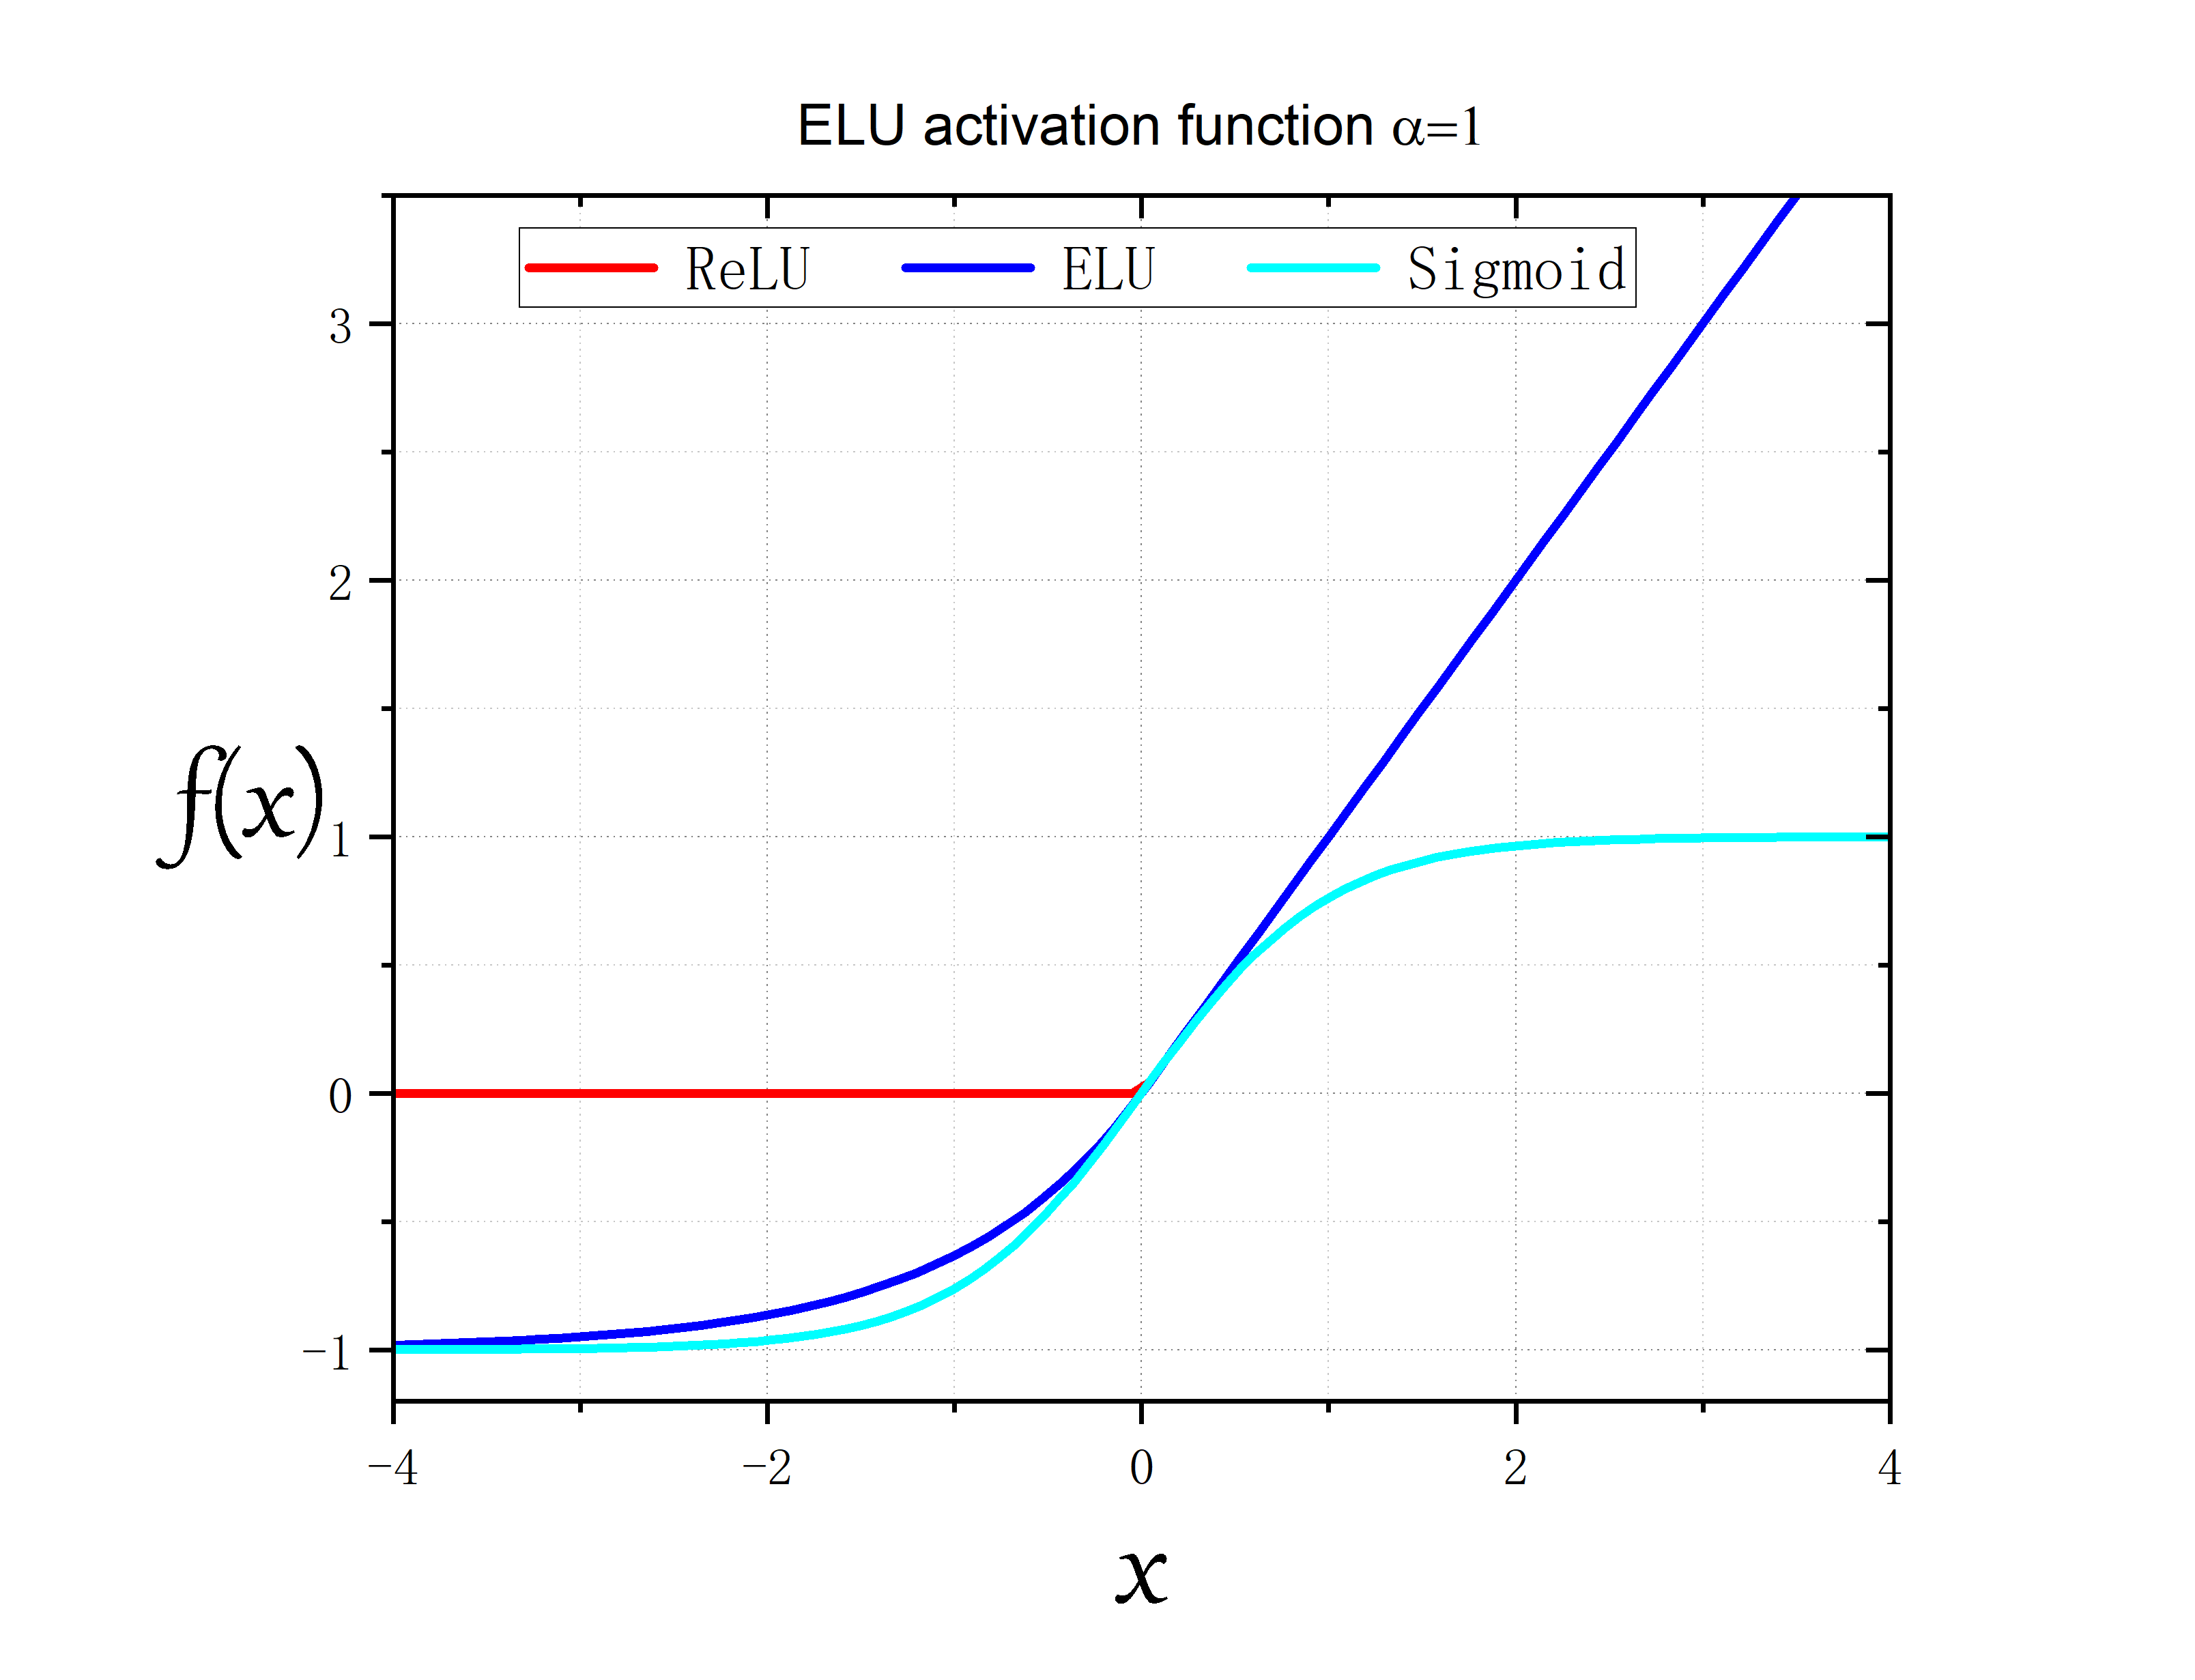 ELU activation function α=1
ReLU ELU Sigmoid
3
2
f(x) 1
0
-1
-4 -2 0 2 4
x